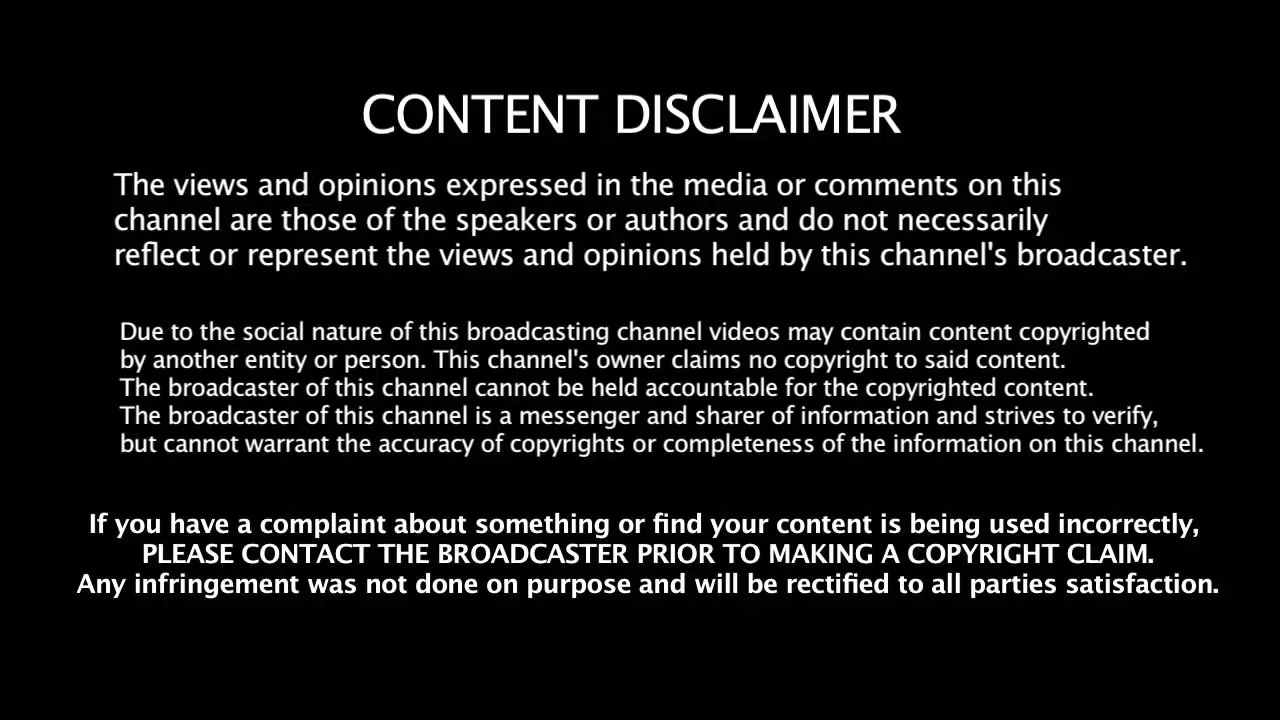 CONTENT DISCLAIMER
The views and opinions expressed in the media or comments on this
channel are those of the speakers or authors and do not necessarily
reflect or represent the views and opinions held by this channel's broadcaster.
Due to the social nature of this broadcasting channel videos may contain content copyrighted
by another entity or person. This channel's owner claims no copyright to said content.
The broadcaster of this channel cannot be held accountable for the copyrighted content.
The broadcaster of this channel is a messenger and sharer of information and strives to verify,
but cannot warrant the accuracy of copyrights or completeness of the information on this channel.
If you have a complaint about something or find your content is being used incorrectly,
PLEASE CONTACT THE BROADCASTER PRIOR TO MAKING A COPYRIGHT CLAIM.
Any infringement was not done on purpose and will be rectified to all parties satisfaction.